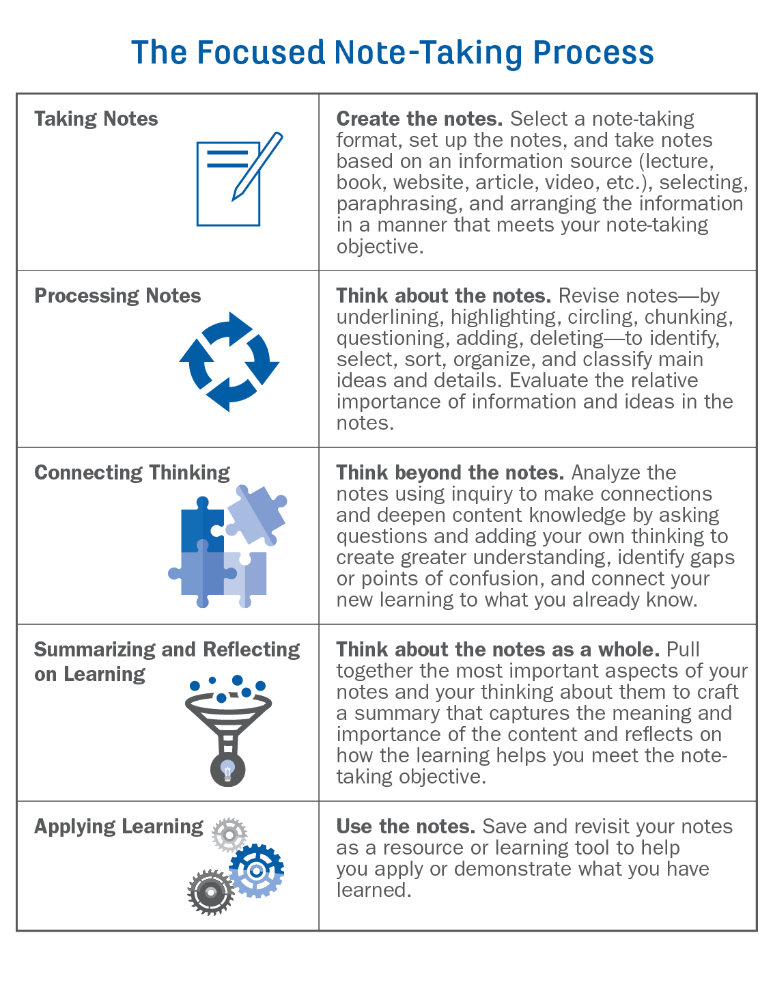 The Focused Note-Taking Process
Taking Notes
Create the notes. Select a note-taking
format, set up the notes, and take notes
based on an information source (lecture,
book, website, article, video, etc.), selecting,
paraphrasing, and arranging the information
in a manner that meets your note-taking
objective.
Processing Notes
Think about the notes. Revise notes—by
underlining, highlighting, circling, chunking,
questioning, adding, deleting—to identify,
select, sort, organize, and classify main
ideas and details. Evaluate the relative
importance of information and ideas in the
notes.
Connecting Thinking
Think beyond the notes. Analyze the
notes using inquiry to make connections
and deepen content knowledge by asking
questions and adding your own thinking to
create greater understanding, identify gaps
or points of confusion, and connect your
new learning to what you already know.
Summarizing and Reflecting
on Learning
Think about the notes as a whole. Pull
together the most important aspects of your
notes and your thinking about them to craft
a summary that captures the meaning and
importance of the content and reflects on
how the learning helps you meet the note-
taking objective.
Applying Learning
Use the notes. Save and revisit your notes
as a resource or learning tool to help
you apply or demonstrate what you have
learned.